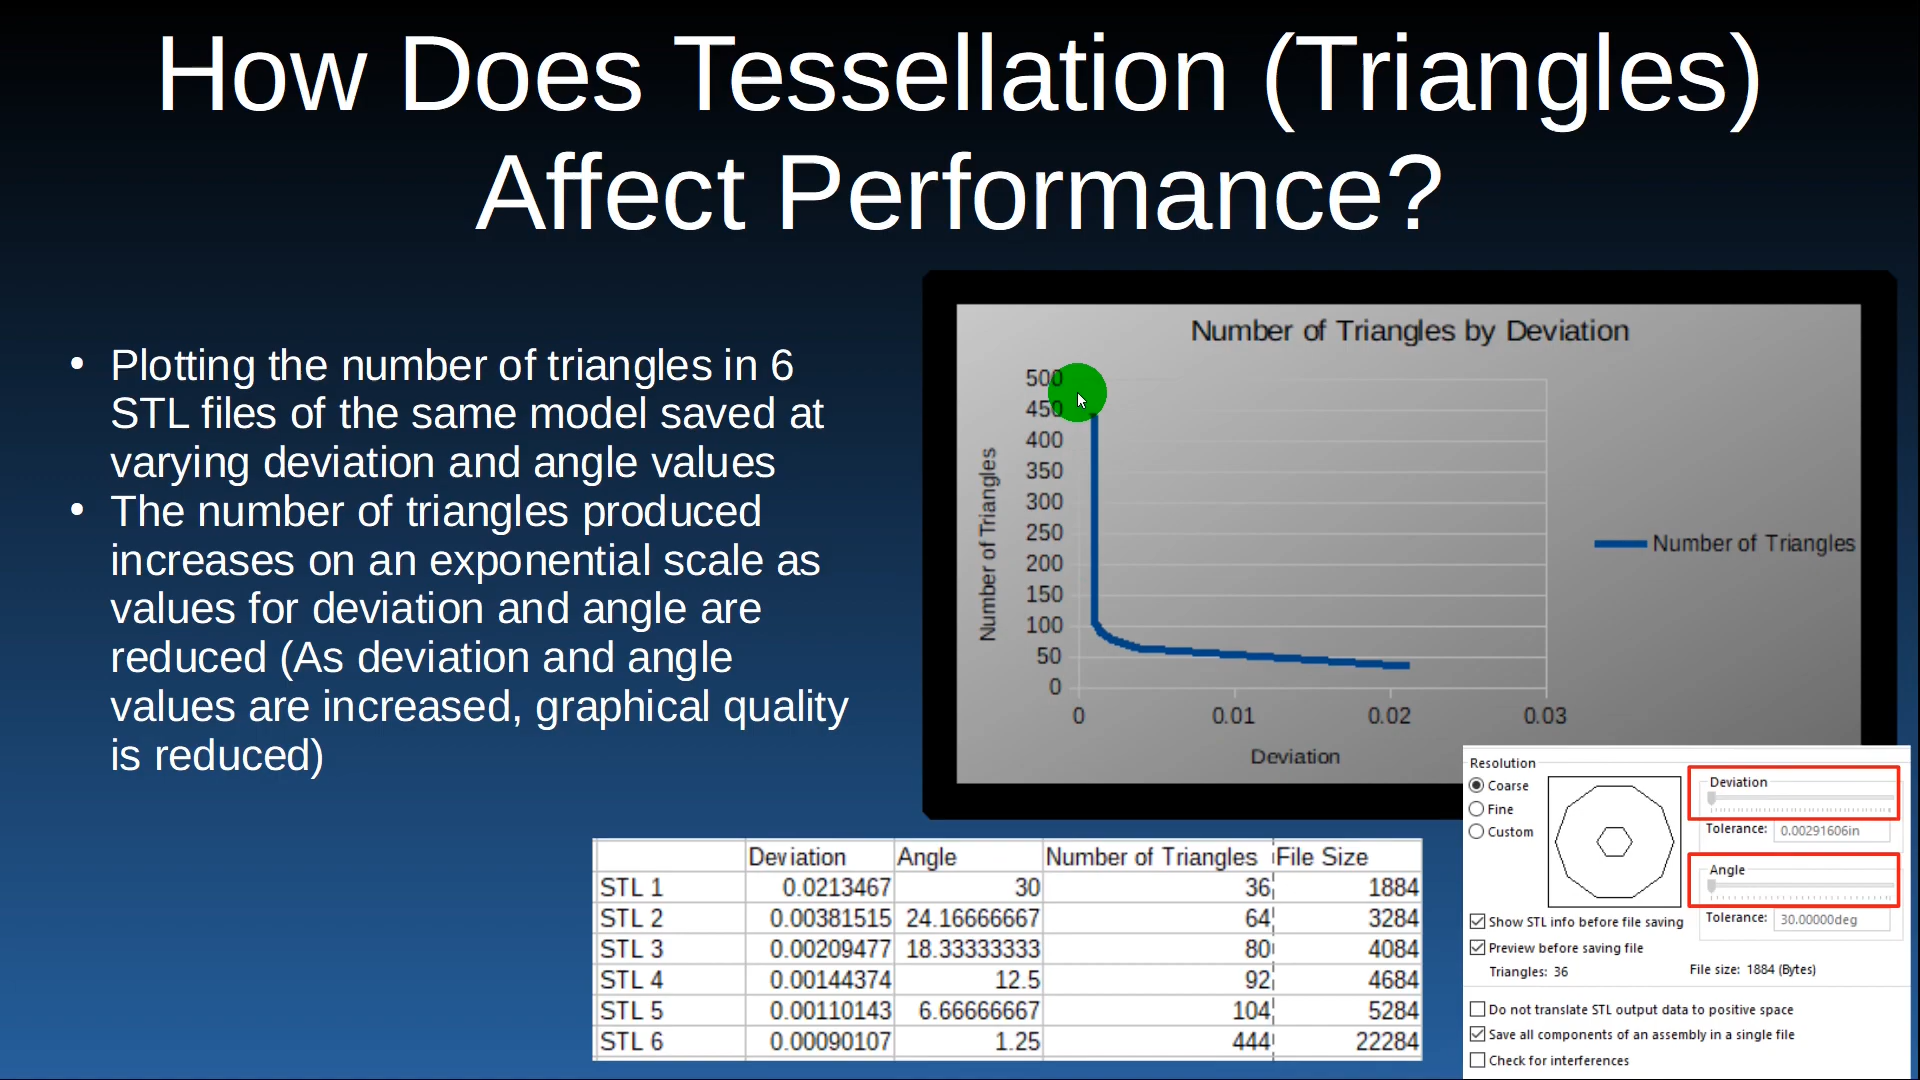 How Does Tessellation (Triangles)
Affect Performance?
• Plotting the number of triangles in 6
STL files of the same model saved at
varying deviation and angle values
• The number of triangles produced
increases on an exponential scale as
values for deviation and angle are
reduced (As deviation and angle
values are increased, graphical quality
is reduced)
Number of Triangles by Deviation
Number of Triangles
500
450
400
350
300
250
200
150
100
50
0
0 0.01 0.02 0.03
Deviation
Number of Triangles
Deviation Angle Number of Triangles File Size
STL 1 0.0213467 30 36 1884
STL 2 0.00381515 24.16666667 64 3284
STL 3 0.00209477 18.33333333 80 4084
STL 4 0.00144374 12.5 92 4684
STL 5 0.00110143 6.66666667 104 5284
STL 6 0.00090107 1.25 444 22284
Resolution
Coarse
Fine
Custom
Deviation
Tolerance: 0.00291606in
Angle
Tolerance: 30.00000deg
Show STL info before file saving
Preview before saving file
Triangles: 36 File size: 1884 (Bytes)
Do not translate STL output data to positive space
Save all components of an assembly in a single file
Check for interferences